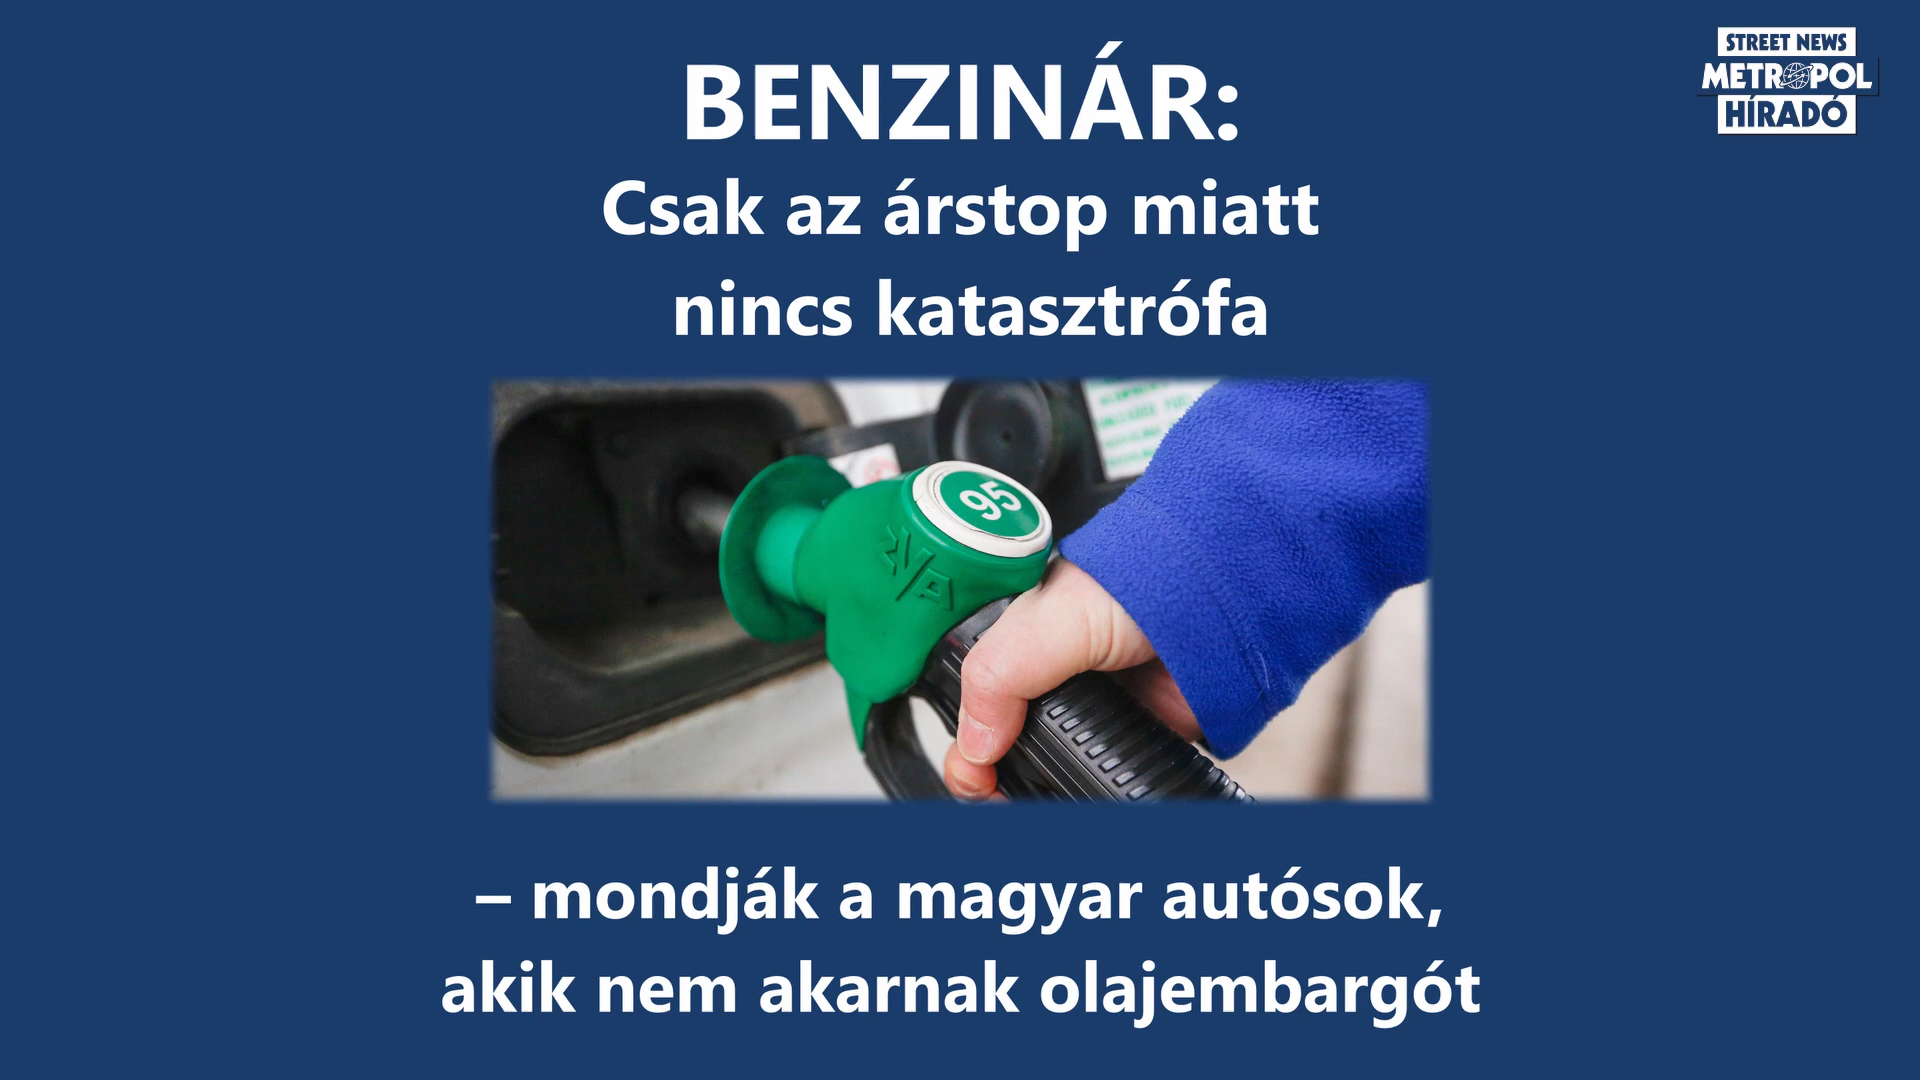 STREET NEWS
METROPOL
HÍRADÓ
BENZINÁR:
Csak az árstop miatt
nincs katasztrófa
95
– mondják a magyar autósok,
akik nem akarnak olajembargót